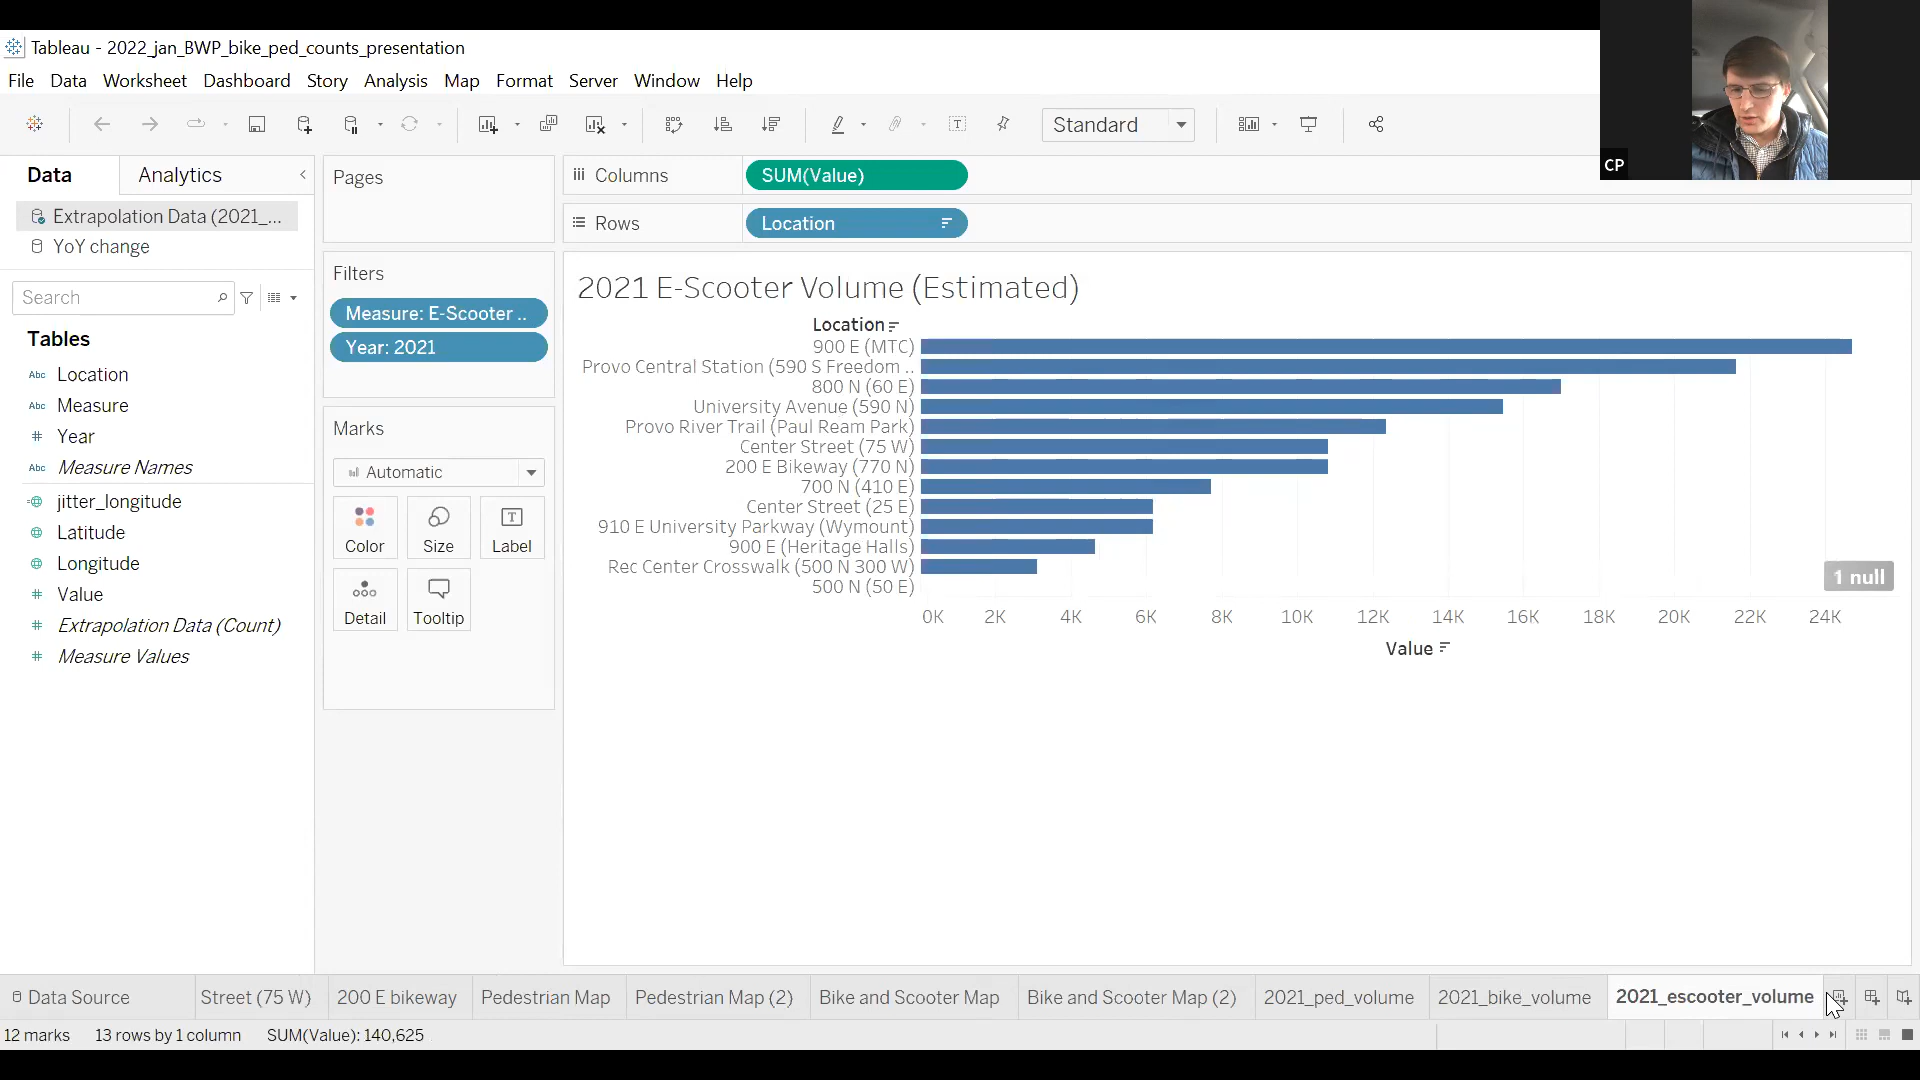 Tableau - 2022_jan_BWP_bike_ped_counts_presentation
File Data Worksheet Dashboard Story Analysis Map Format Server Window Help
Standard
CP
Data Analytics
Extrapolation Data (2021_...
YoY change
Search
Tables
Abc Location
Abc Measure
# Year
Abc Measure Names
jitter_longitude
Latitude
Longitude
# Value
# Extrapolation Data (Count)
# Measure Values
Pages
Filters
Measure: E-Scooter ..
Year: 2021
Marks
Automatic
Color Size Label
Detail Tooltip
Columns SUM(Value)
Rows Location
2021 E-Scooter Volume (Estimated)
Location
900 E (MTC)
Provo Central Station (590 S Freedom ..
800 N (60 E)
University Avenue (590 N)
Provo River Trail (Paul Ream Park)
Center Street (75 W)
200 E Bikeway (770 N)
700 N (410 E)
Center Street (25 E)
910 E University Parkway (Wymount)
900 E (Heritage Halls)
Rec Center Crosswalk (500 N 300 W)
500 N (50 E)
1 null
0K 2K 4K 6K 8K 10K 12K 14K 16K 18K 20K 22K 24K
Value
Data Source Street (75 W) 200 E bikeway Pedestrian Map Pedestrian Map (2) Bike and Scooter Map Bike and Scooter Map (2) 2021_ped_volume 2021_bike_volume 2021_escooter_volume
12 marks 13 rows by 1 column SUM(Value): 140,625